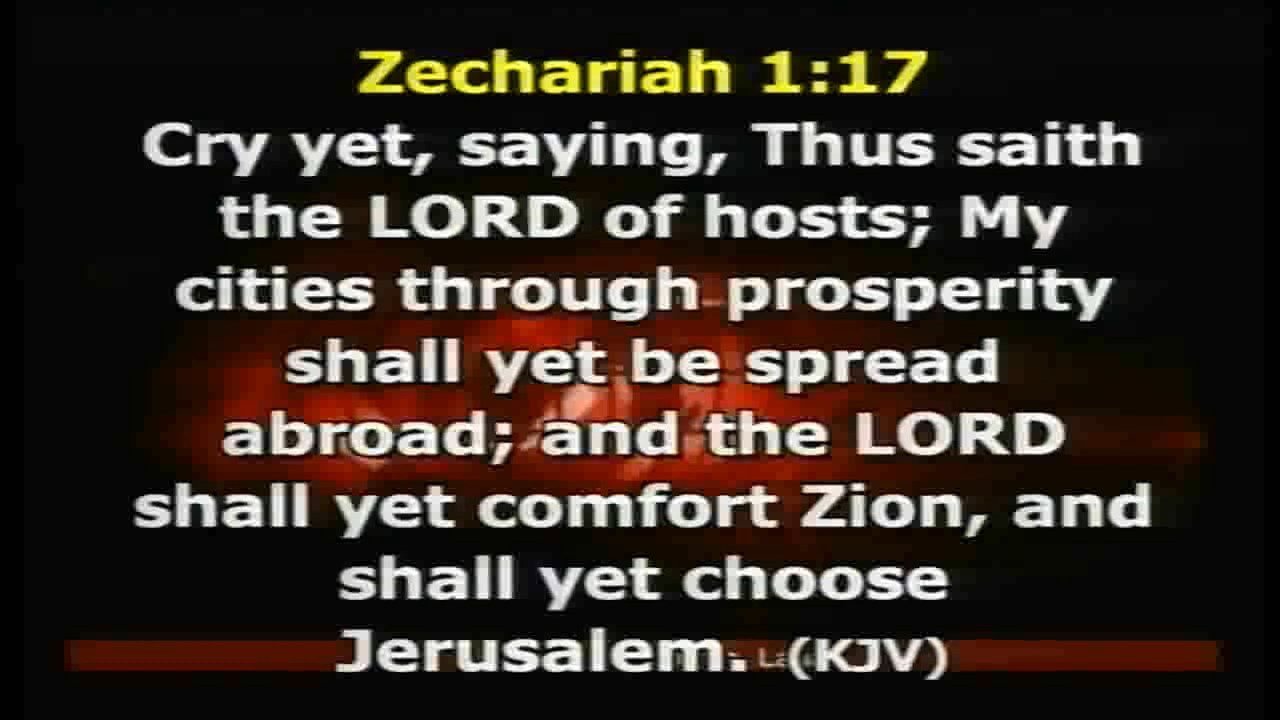 Zechariah 1:17
Cry yet, saying, Thus saith
the LORD of hosts; My
cities through prosperity
shall yet be spread
abroad; and the LORD
shall yet comfort Zion, and
shall yet choose
Jerusalem. (KJV)